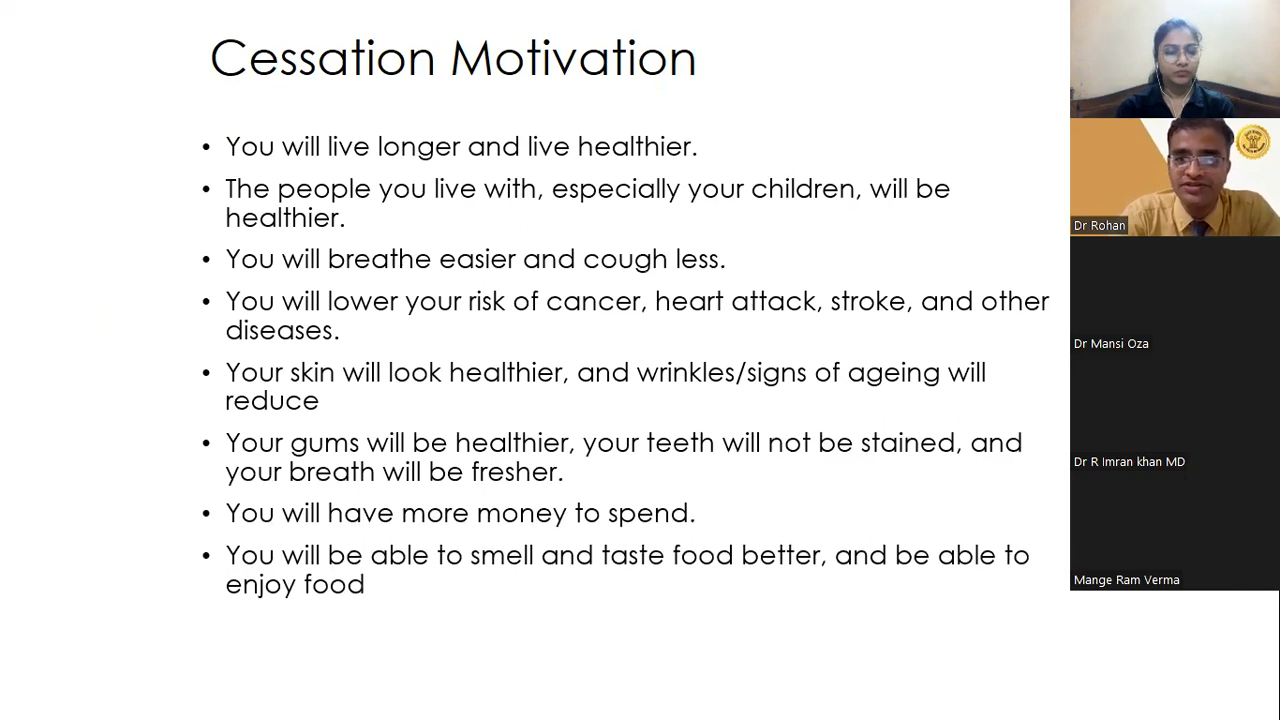 Cessation Motivation
• You will live longer and live healthier.
• The people you live with, especially your children, will be
healthier.
• You will breathe easier and cough less.
• You will lower your risk of cancer, heart attack, stroke, and other
diseases.
• Your skin will look healthier, and wrinkles/signs of ageing will
reduce
• Your gums will be healthier, your teeth will not be stained, and
your breath will be fresher.
• You will have more money to spend.
• You will be able to smell and taste food better, and be able to
enjoy food
Dr Rohan
Dr Mansi Oza
Dr R Imran khan MD
Mange Ram Verma